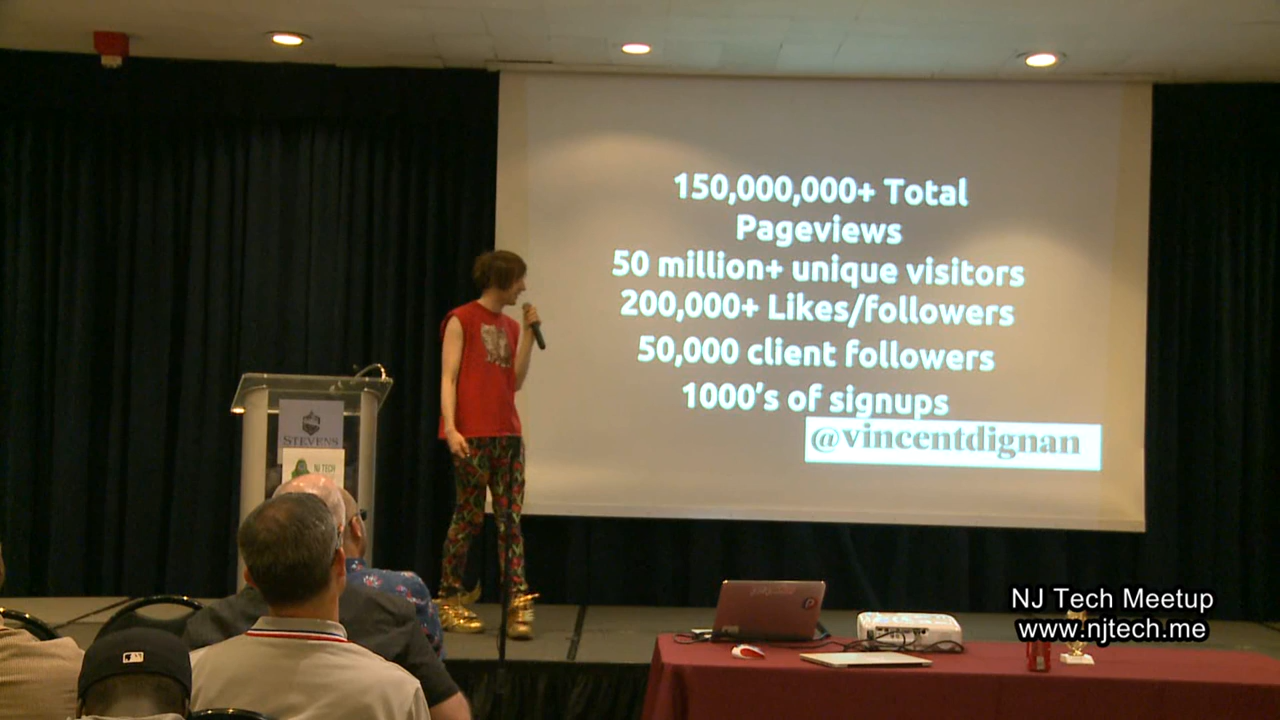 150,000,000+ Total
Pageviews
50 million+ unique visitors
200,000+ Likes/followers
50,000 client followers
1000's of signups
@vincentdignan
STEVENS
NJ TECH
NJ Tech Meetup
www.njtech.me